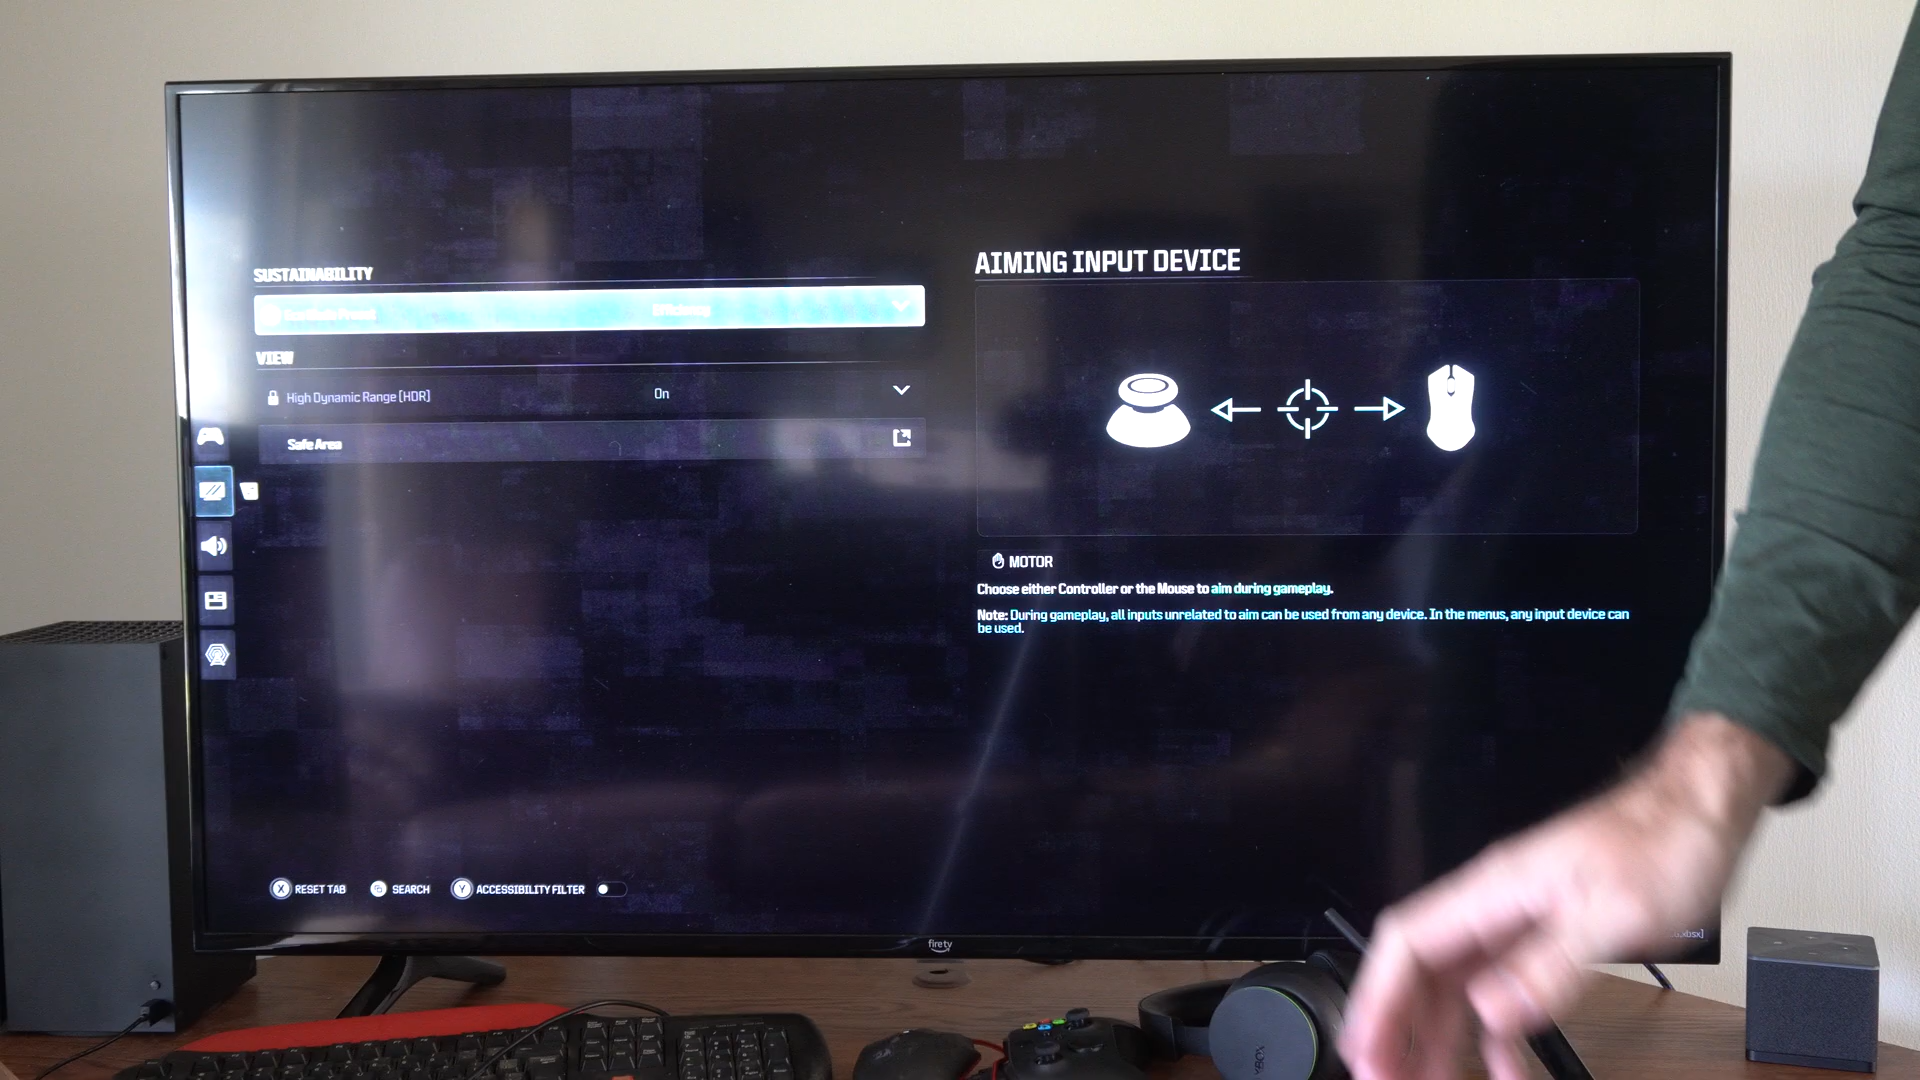 SUSTAINABILITY
Efficiency
VIEW
High Dynamic Range [HDR] On
Safe Area
AIMING INPUT DEVICE
MOTOR
Choose either Controller or the Mouse to aim during gameplay.
Note: During gameplay, all inputs unrelated to aim can be used from any device. In the menus, any input device can
be used.
X RESET TAB SEARCH Y ACCESSIBILITY FILTER
firetv
XBOX